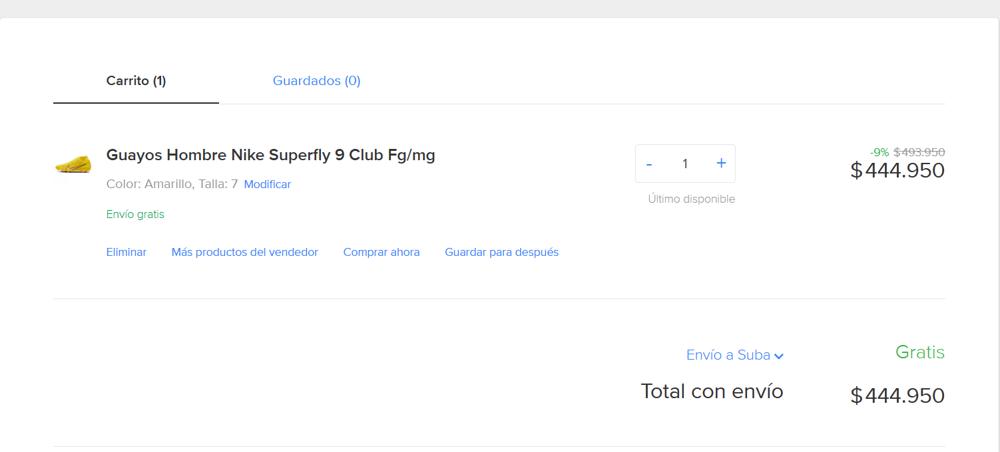 Carrito (1)
Guardados (0)
Guayos Hombre Nike Superfly 9 Club Fg/mg
Color: Amarillo, Talla: 7 Modificar
Envío gratis
Eliminar Más productos del vendedor Comprar ahora Guardar para después
- 1 +
Último disponible
-9% $493.950
$444.950
Envío a Suba Gratis
Total con envío $444.950